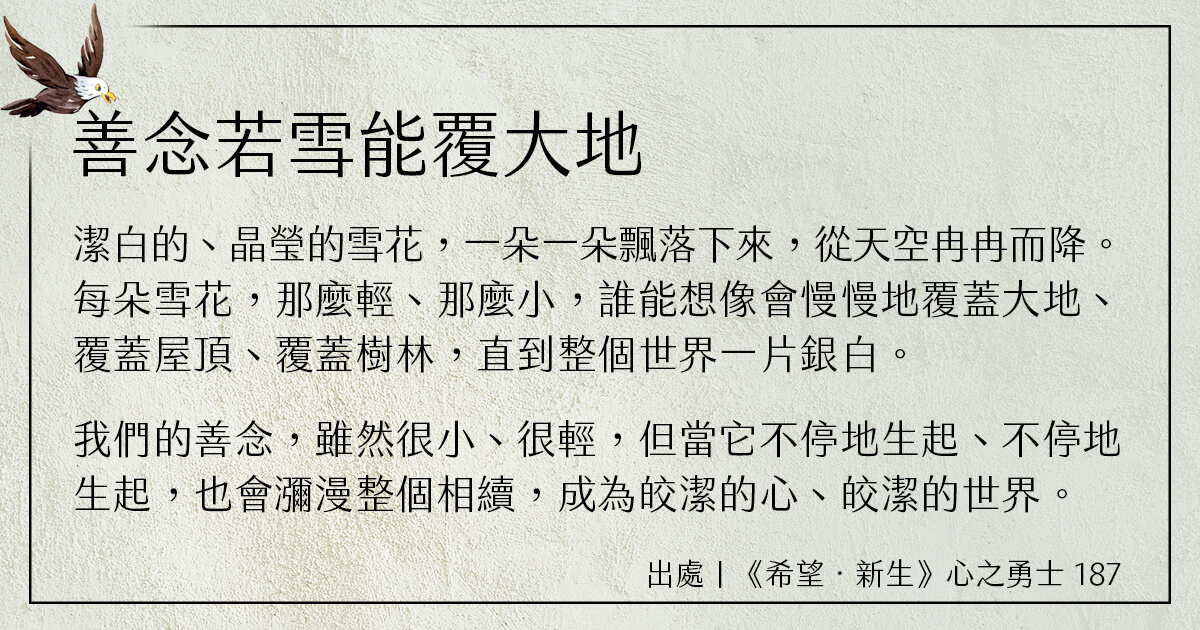 善念若雪能覆大地
潔白的、晶瑩的雪花，一朵一朵飄落下來，從天空冉冉而降。
每朵雪花，那麼輕、那麼小，誰能想像會慢慢地覆蓋大地、
覆蓋屋頂、覆蓋樹林，直到整個世界一片銀白。
我們的善念，雖然很小、很輕，但當它不停地生起、不停地
生起，也會瀰漫整個相續，成為皎潔的心、皎潔的世界。
出處 | 《希望．新生》心之勇士 187